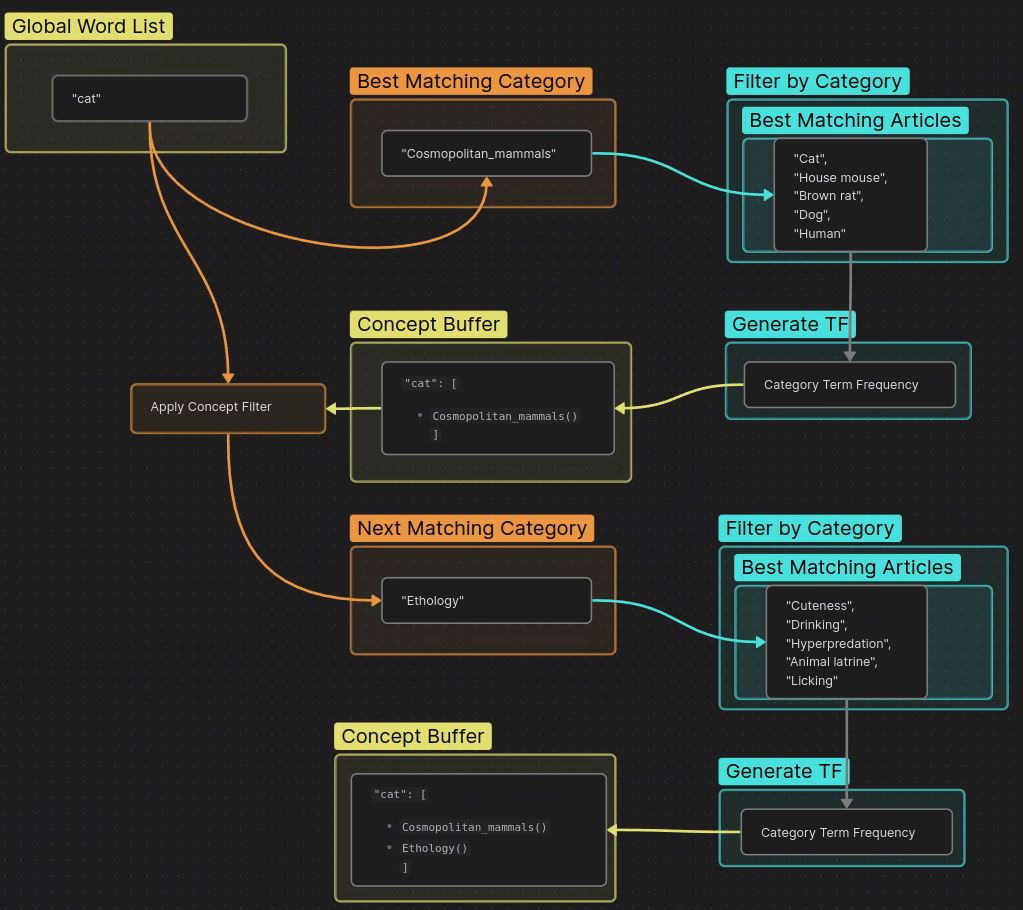 Global Word List
"cat"
Best Matching Category
"Cosmopolitan_mammals"
Filter by Category
Best Matching Articles
"Cat",
"House mouse",
"Brown rat",
"Dog",
"Human"
Generate TF
Category Term Frequency
Concept Buffer
"cat": [
• Cosmopolitan_mammals()
]
Apply Concept Filter
Next Matching Category
"Ethology"
Filter by Category
Best Matching Articles
"Cuteness",
"Drinking",
"Hyperpredation",
"Animal latrine",
"Licking"
Generate TF
Category Term Frequency
Concept Buffer
"cat": [
• Cosmopolitan_mammals()
• Ethology()
]